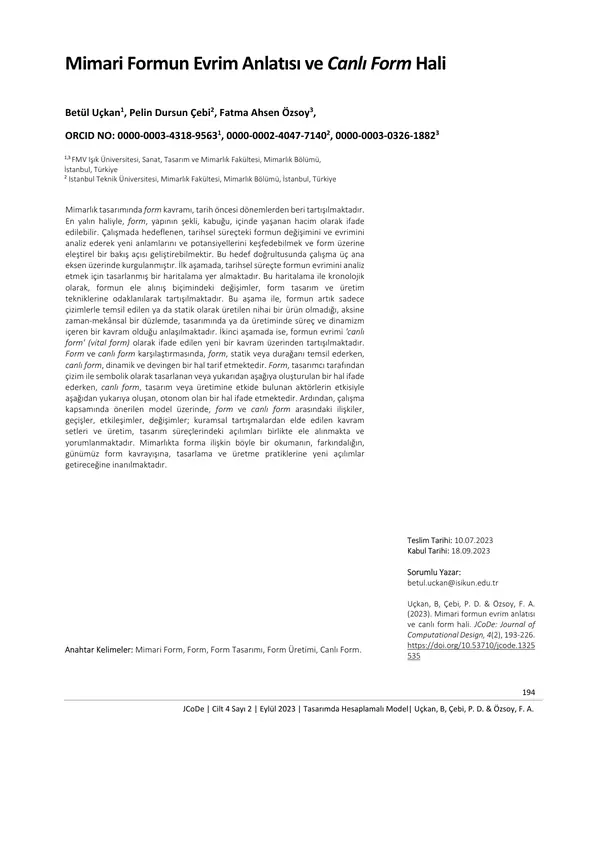 Mimari Formun Evrim Anlatısı ve Canlı Form Hali
Betül Uçkan1, Pelin Dursun Çebi2, Fatma Ahsen Özsoy3,
ORCID NO: 0000-0003-4318-95631, 0000-0002-4047-71402, 0000-0003-0326-18823
1,3 FMV Işık Üniversitesi, Sanat, Tasarım ve Mimarlık Fakültesi, Mimarlık Bölümü,
İstanbul, Türkiye
2 Istanbul Teknik Üniversitesi, Mimarlık Fakültesi, Mimarlık Bölümü, İstanbul, Türkiye
Mimarlık tasarımında form kavramı, tarih öncesi dönemlerden beri tartışılmaktadır.
En yalın haliyle, form, yapının şekli, kabuğu, içinde yaşanan hacim olarak ifade
edilebilir. Çalışmada hedeflenen, tarihsel süreçteki formun değişimini ve evrimini
analiz ederek yeni anlamlarını ve potansiyellerini keşfedebilmek ve form üzerine
eleştirel bir bakış açısı geliştirebilmektir. Bu hedef doğrultusunda çalışma üç ana
eksen üzerinde kurgulanmıştır. İlk aşamada, tarihsel süreçte formun evrimini analiz
etmek için tasarlanmış bir haritalama yer almaktadır. Bu haritalama ile kronolojik
olarak, formun ele alınış biçimindeki değişimler, form tasarım ve üretim
tekniklerine odaklanılarak tartışılmaktadır. Bu aşama ile, formun artık sadece
çizimlerle temsil edilen ya da statik olarak üretilen nihai bir ürün olmadığı, aksine
zaman-mekânsal bir düzlemde, tasarımında ya da üretiminde süreç ve dinamizm
içeren bir kavram olduğu anlaşılmaktadır. İkinci aşamada ise, formun evrimi ‘canlı
form’ (vital form) olarak ifade edilen yeni bir kavram üzerinden tartışılmaktadır.
Form ve canlı form karşılaştırmasında, form, statik veya durağanı temsil ederken,
canlı form, dinamik ve devingen bir hal tarif etmektedir. Form, tasarımcı tarafından
çizim ile sembolik olarak tasarlanan veya yukarıdan aşağıya oluşturulan bir hal ifade
ederken, canlı form, tasarım veya üretimine etkide bulunan aktörlerin etkisiyle
aşağıdan yukarıya oluşan, otonom olan bir hal ifade etmektedir. Ardından, çalışma
kapsamında önerilen model üzerinde, form ve canlı form arasındaki ilişkiler,
geçişler, etkileşimler, değişimler; kuramsal tartışmalardan elde edilen kavram
setleri ve üretim, tasarım süreçlerindeki açılımları birlikte ele alınmakta ve
yorumlanmaktadır. Mimarlıkta forma ilişkin böyle bir okumanın, farkındalığın,
günümüz form kavrayışına, tasarlama ve üretme pratiklerine yeni açılımlar
getireceğine inanılmaktadır.
Teslim Tarihi: 10.07.2023
Kabul Tarihi: 18.09.2023
Sorumlu Yazar:
betul.uckan@isikun.edu.tr
Uçkan, B, Çebi, P. D. & Özsoy, F. A.
(2023). Mimari formun evrim anlatısı
ve canlı form hali. JCoDe: Journal of
Computational Design, 4(2), 193-226.
https://doi.org/10.53710/jcode.1325
535
Anahtar Kelimeler: Mimari Form, Form, Form Tasarımı, Form Üretimi, Canlı Form.
194
JCoDe | Cilt 4 Sayı 2 | Eylül 2023 | Tasarımda Hesaplamalı Model| Uçkan, B, Çebi, P. D. & Özsoy, F. A.